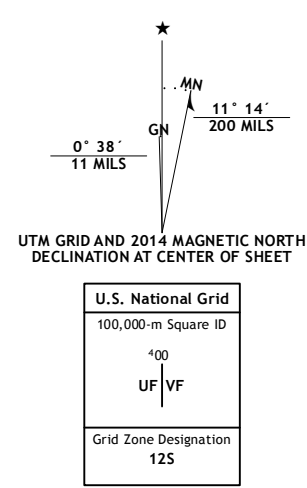 ★
MN
GN
11° 14´
200 MILS
0° 38´
11 MILS
UTM GRID AND 2014 MAGNETIC NORTH
DECLINATION AT CENTER OF SHEET
U.S. National Grid
100,000-m Square ID
⁴00
UF VF
Grid Zone Designation
12S